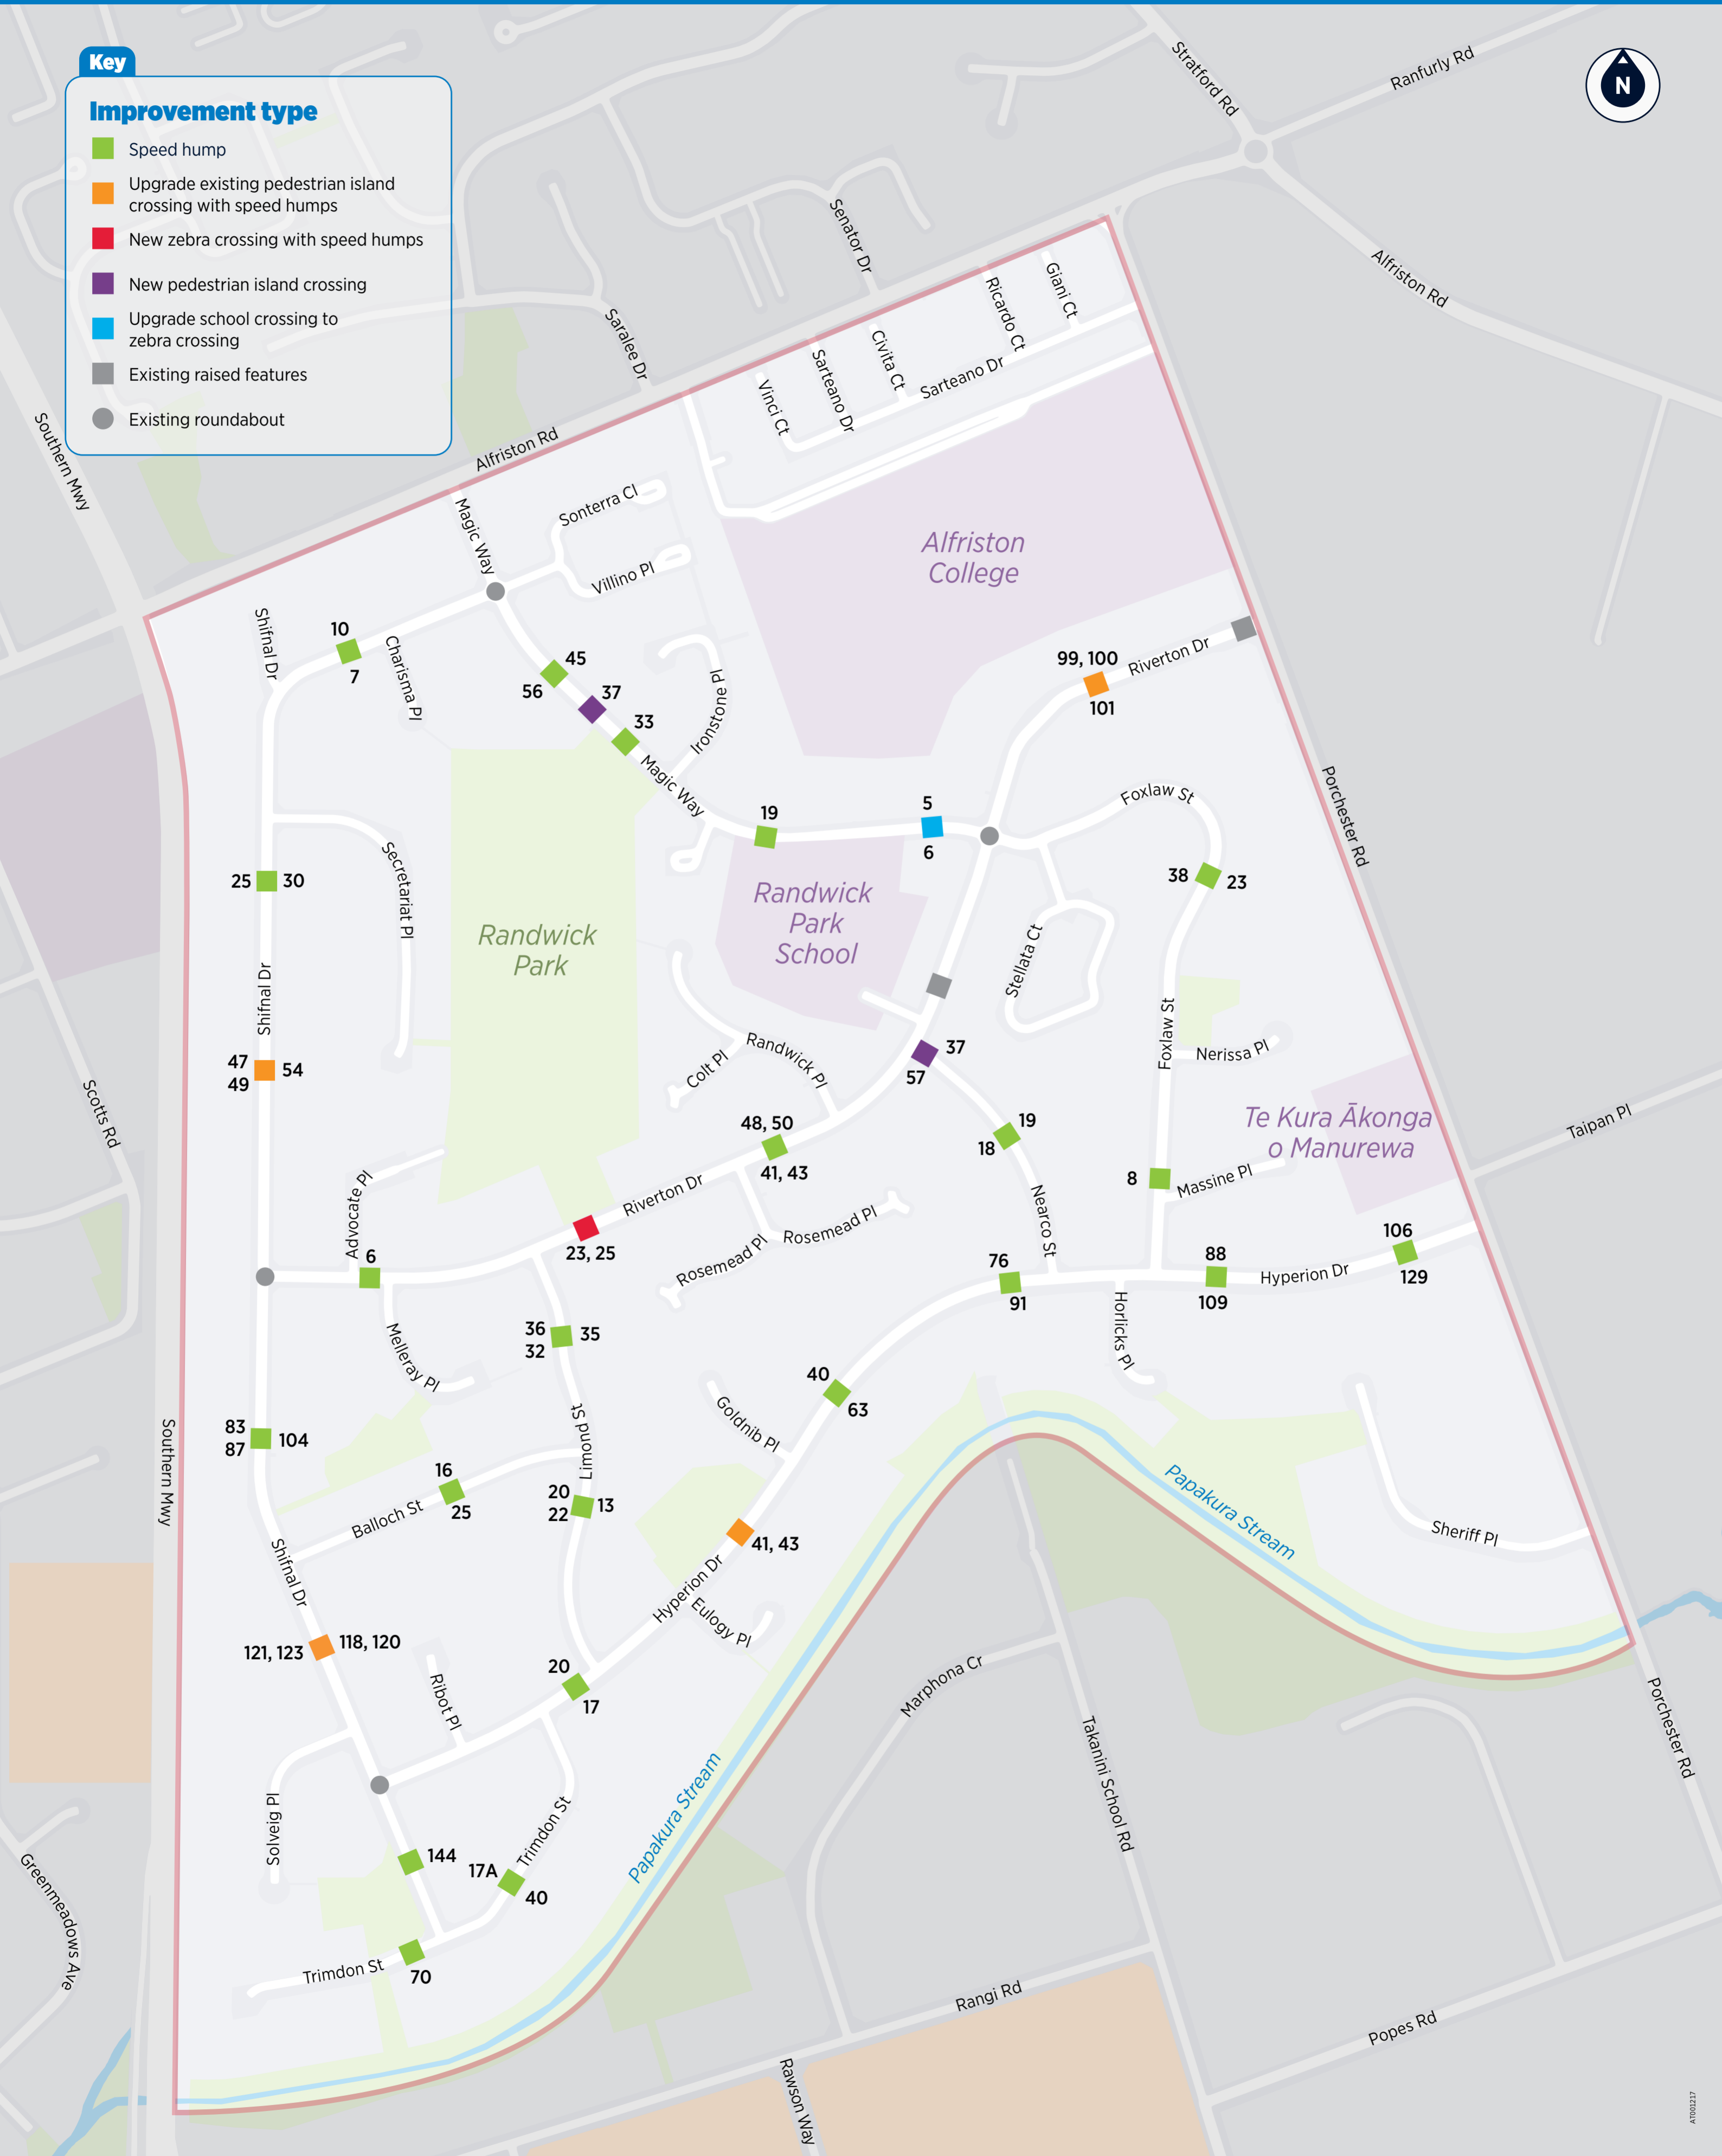 Key
Improvement type
Speed hump
Upgrade existing pedestrian island
crossing with speed humps
New zebra crossing with speed humps
New pedestrian island crossing
Upgrade school crossing to
zebra crossing
Existing raised features
Existing roundabout
N
Stratford Rd
Ranfurly Rd
Alfriston Rd
Senator Dr
Saralee Dr
Giani Ct
Ricardo Ct
Civita Ct
Sarteano Dr
Sarteano Dr
Vinci Ct
Southern Mwy
Alfriston Rd
Magic Way
Sonterra Cl
Villino Pl
Alfriston
College
Shifnal Dr
10
7
Charisma Pl
45
56
37
33
Ironstone Pl
Magic Way
99, 100
101
Riverton Dr
Porchester Rd
Foxlaw St
19
5
6
38
23
Secretariat Pl
25
30
Randwick
Park
Randwick
Park
School
Stellata Ct
Shifnal Dr
Foxlaw St
Nerissa Pl
47
49
54
Scotts Rd
Randwick Pl
Colt Pl
37
57
48, 50
41, 43
19
18
Te Kura Ākonga
o Manurewa
Taipan Pl
8
Massine Pl
Advocate Pl
6
Riverton Dr
23, 25
Rosemead Pl
Rosemead Pl
Nearco St
76
91
88
109
Hyperion Dr
106
129
Horlicks Pl
Melleray Pl
36
32
35
40
63
Goldnib Pl
Limond St
83
87
104
Southern Mwy
16
25
Balloch St
20
22
13
41, 43
Papakura Stream
Sheriff Pl
Shifnal Dr
Hyperion Dr
Eulogy Pl
121, 123
118, 120
Ribot Pl
20
17
Marphona Cr
Takanini School Rd
Porchester Rd
Papakura Stream
Solveig Pl
Trimdon St
144
17A
40
Greenmeadows Ave
Trimdon St
70
Rangi Rd
Popes Rd
Rawson Way
AT001217